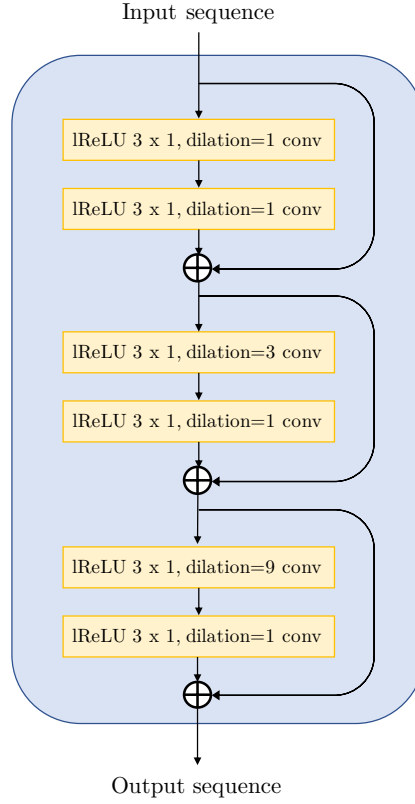 Input sequence
lReLU 3 x 1, dilation=1 conv
lReLU 3 x 1, dilation=1 conv
lReLU 3 x 1, dilation=3 conv
lReLU 3 x 1, dilation=1 conv
lReLU 3 x 1, dilation=9 conv
lReLU 3 x 1, dilation=1 conv
Output sequence